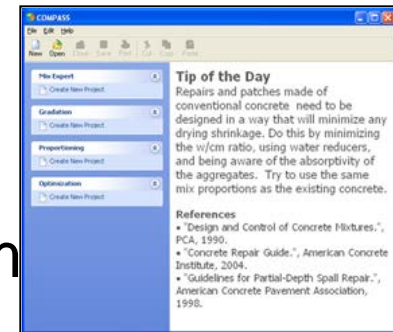 COMPASS
File Edit Help
New Open Close Save Print Cut Copy Paste
Mix Expert
Create New Project
Gradation
Create New Project
Proportioning
Create New Project
Optimization
Create New Project
Tip of the Day
Repairs and patches made of
conventional concrete need to be
designed in a way that will minimize any
drying shrinkage. Do this by minimizing
the w/cm ratio, using water reducers,
and being aware of the absorptivity of
the aggregates. Try to use the same
mix proportions as the existing concrete.
References
• "Design and Control of Concrete Mixtures.",
PCA, 1990.
• "Concrete Repair Guide.", American Concrete
Institute, 2004.
• "Guidelines for Partial-Depth Spall Repair.",
American Concrete Pavement Association,
1998.